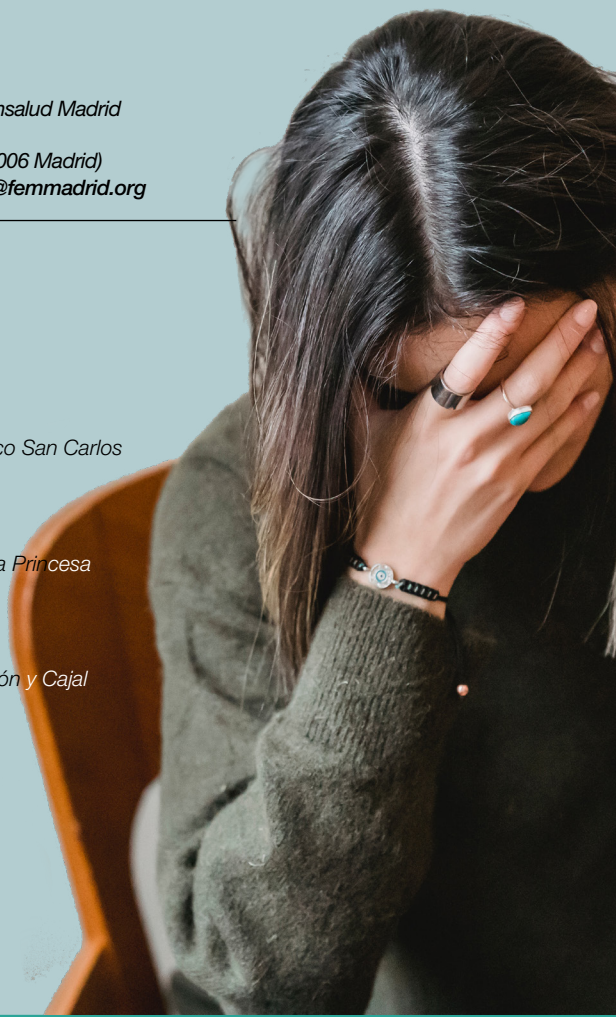 nsalud Madrid
006 Madrid)
@femmadrid.org
co San Carlos
a Princesa
ón y Cajal